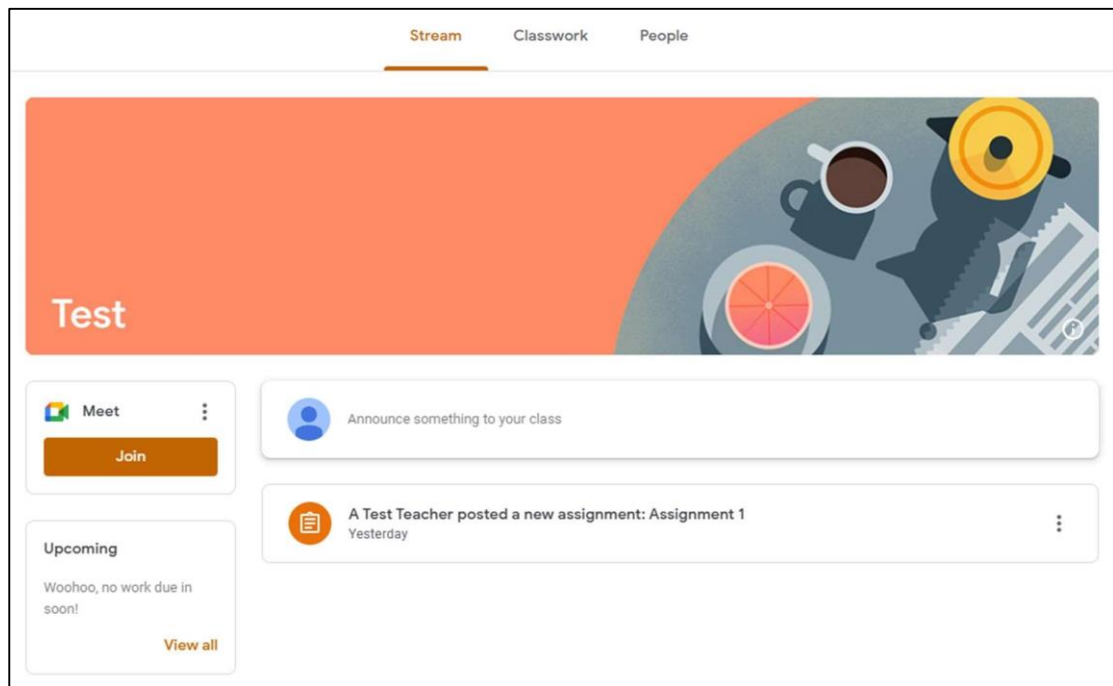 Stream Classwork People
Test
Meet
Join
Announce something to your class
A Test Teacher posted a new assignment: Assignment 1
Yesterday
Upcoming
Woohoo, no work due in
soon!
View all